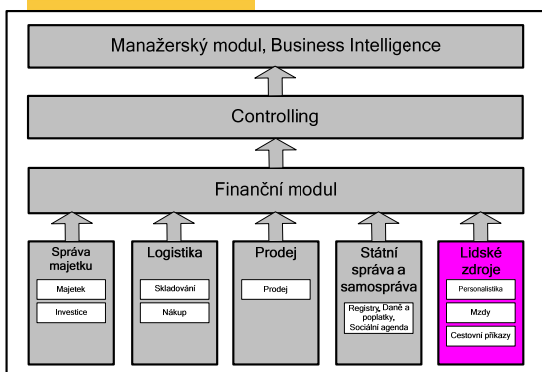 Manažerský modul, Business Intelligence
Controlling
Finanční modul
Správa
majetku
Majetek
Investice
Logistika
Skladování
Nákup
Prodej
Prodej
Státní
správa a
samospráva
Registry, Daně a
poplatky,
Sociální agenda
Lidské
zdroje
Personalistika
Mzdy
Cestovní příkazy